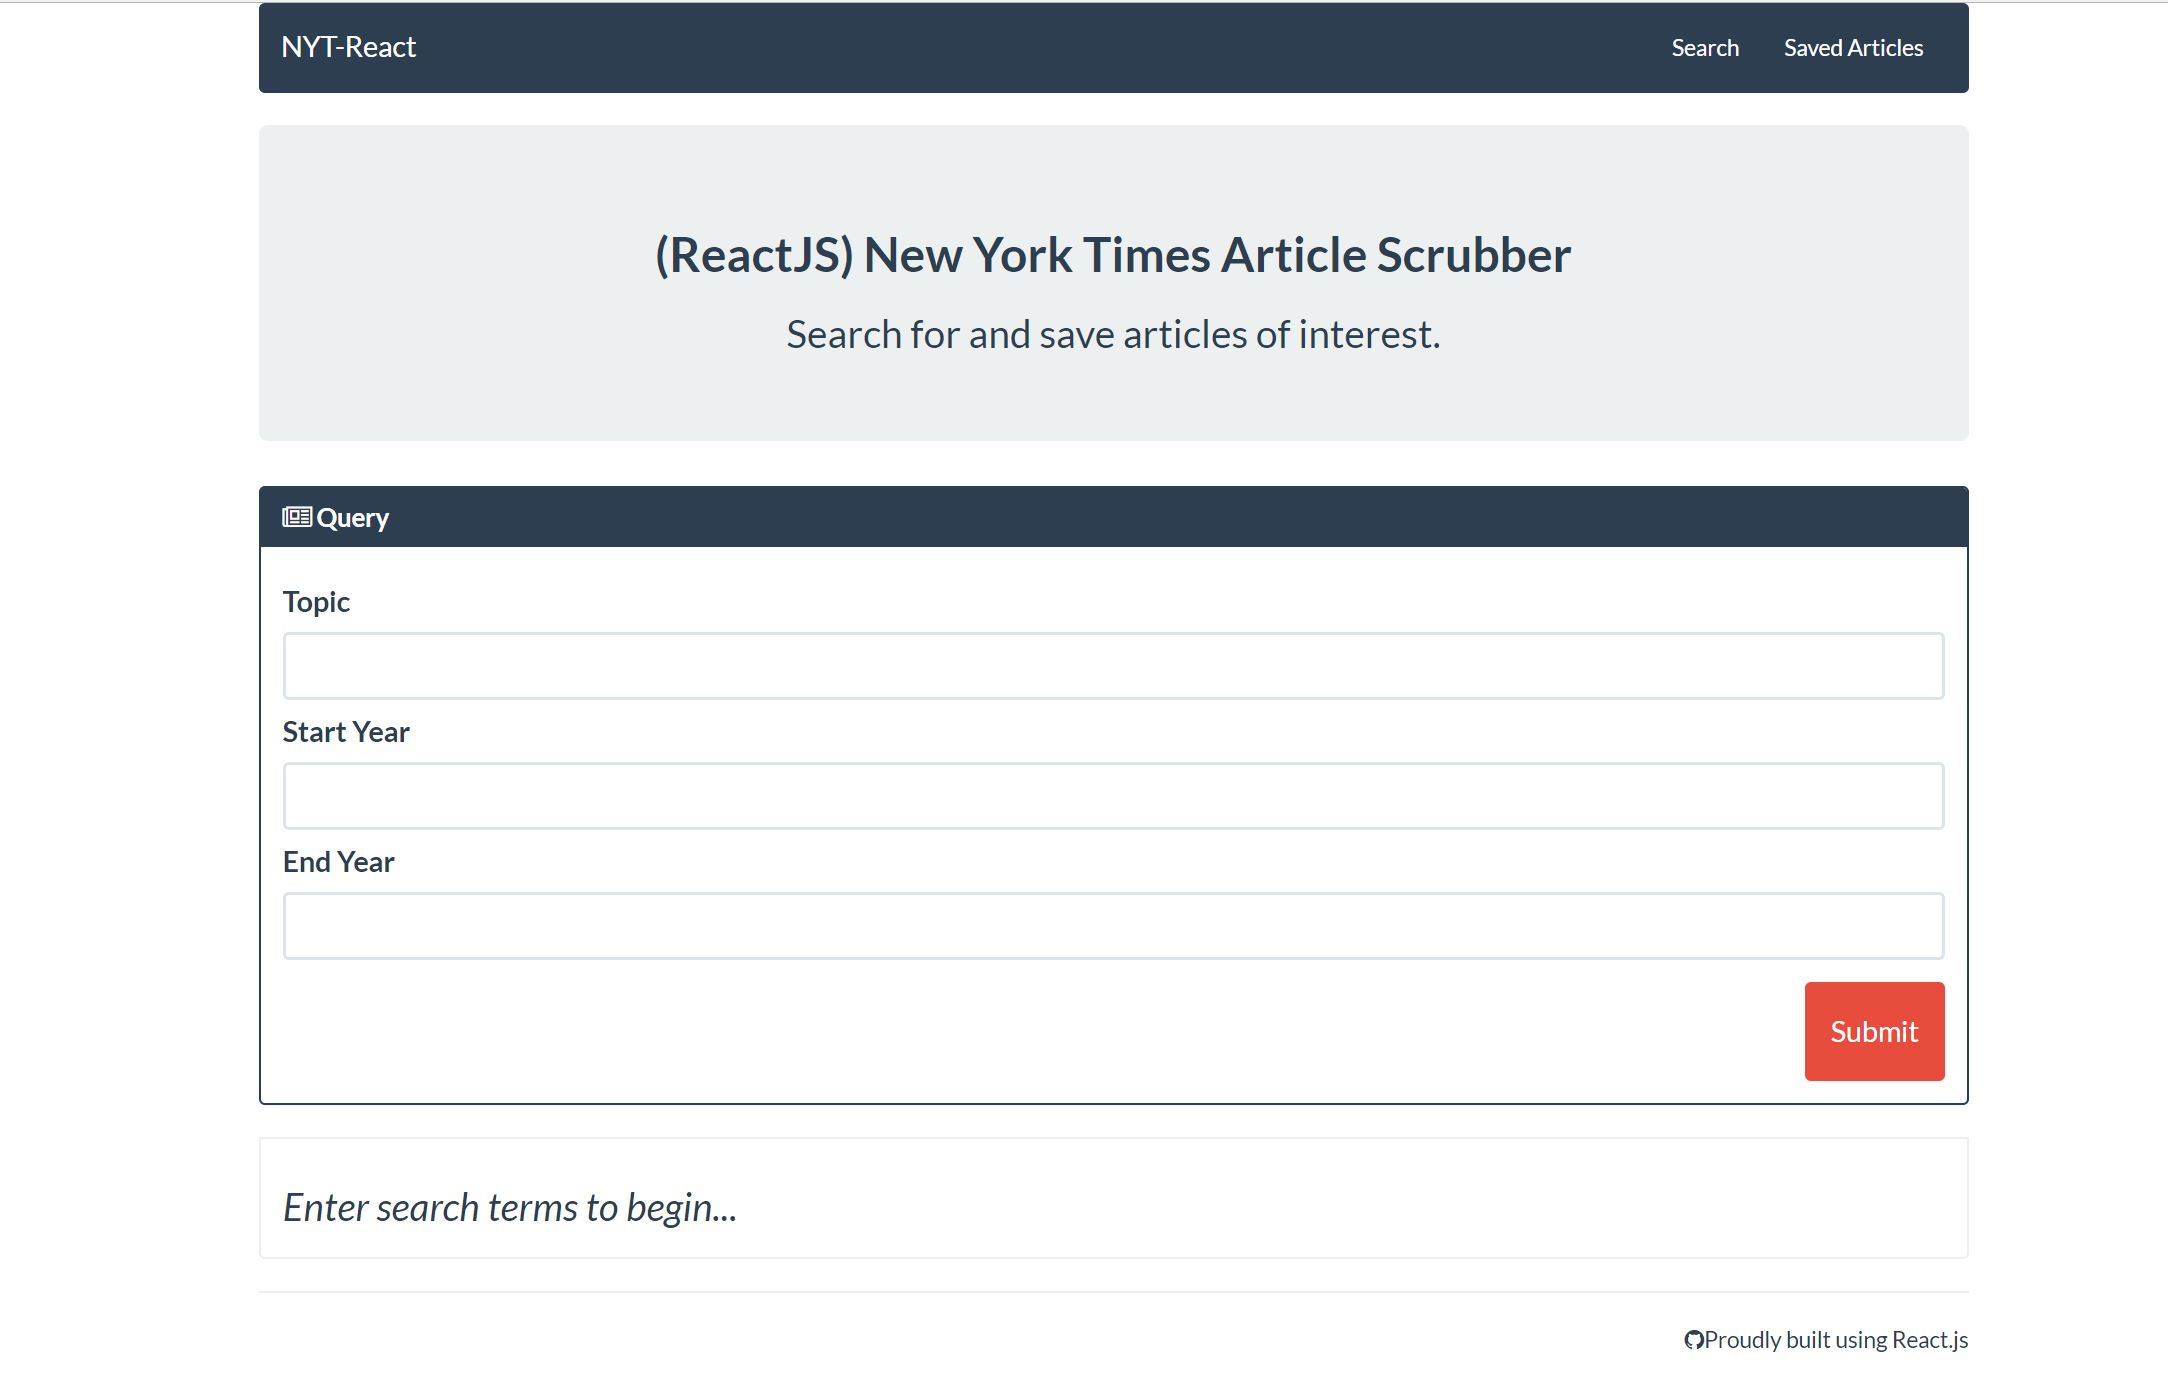 NYT-React
Search
Saved Articles
(ReactJS) New York Times Article Scrubber
Search for and save articles of interest.
Query
Topic
Start Year
End Year
Submit
Enter search terms to begin...
Proudly built using React.js